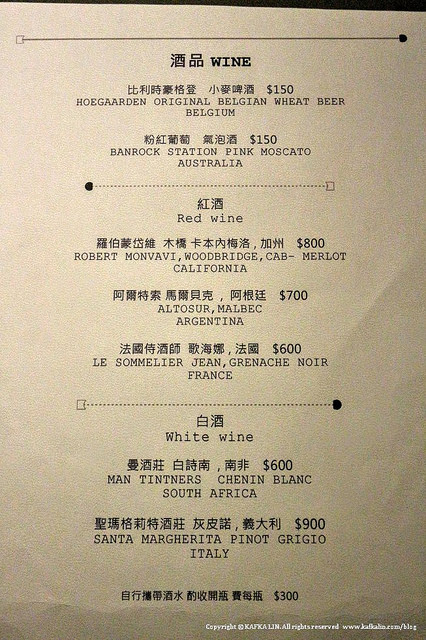 酒品 WINE
比利時豪格登 小麥啤酒 $150
HOEGAARDEN ORIGINAL BELGIAN WHEAT BEER
BELGIUM
粉紅葡萄 氣泡酒 $150
BANROCK STATION PINK MOSCATO
AUSTRALIA
紅酒
Red wine
羅伯蒙岱維 木橋 卡本內梅洛 , 加州 $800
ROBERT MONVAVI,WOODBRIDGE,CAB- MERLOT
CALIFORNIA
阿爾特索 馬爾貝克 , 阿根廷 $700
ALTOSUR,MALBEC
ARGENTINA
法國侍酒師 歌海娜 , 法國 $600
LE SOMMELIER JEAN,GRENACHE NOIR
FRANCE
白酒
White wine
曼酒莊 白詩南 , 南非 $600
MAN TINTNERS CHENIN BLANC
SOUTH AFRICA
聖瑪格莉特酒莊 灰皮諾 , 義大利 $900
SANTA MARGHERITA PINOT GRIGIO
ITALY
自行攜帶酒水 酌收開瓶 費每瓶 $300
Copyright © KAFKA LIN. All rights reserved www.kafkalin.com/blog